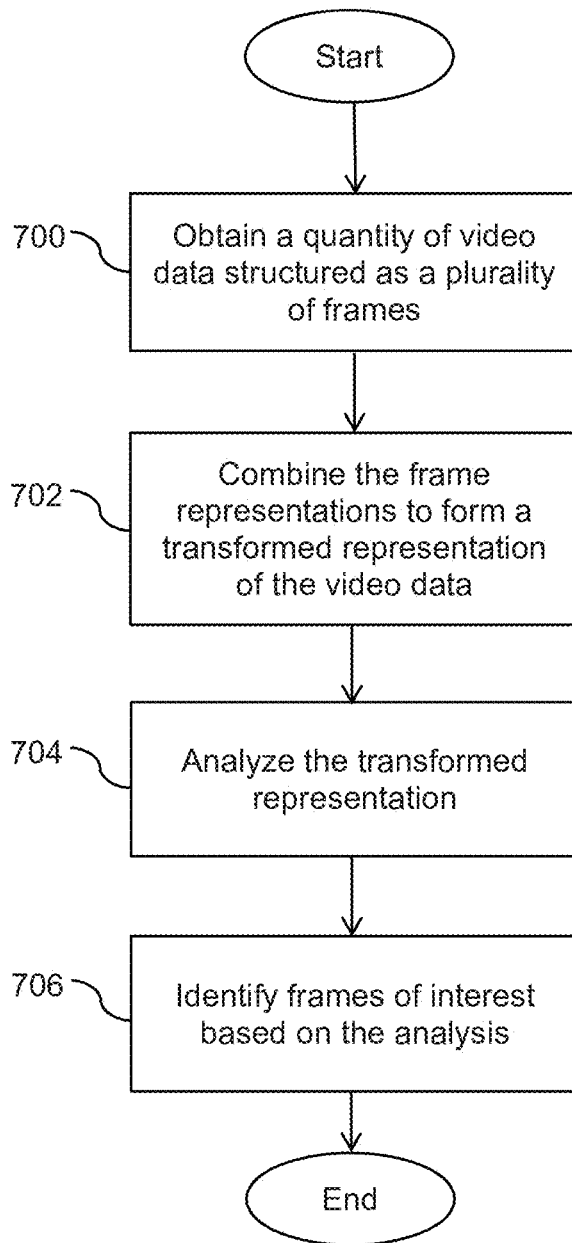 Start
700
Obtain a quantity of video
data structured as a plurality
of frames
702
Combine the frame
representations to form a
transformed representation
of the video data
704
Analyze the transformed
representation
706
Identify frames of interest
based on the analysis
End